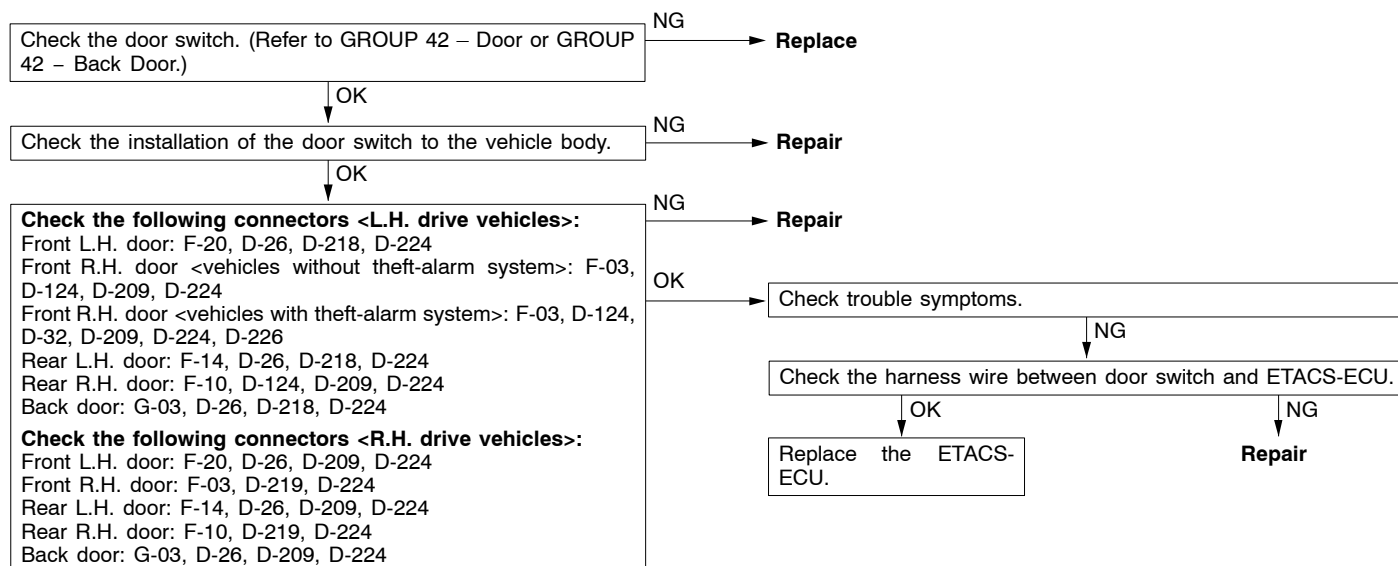 NG
Check the door switch. (Refer to GROUP 42 – Door or GROUP
42 – Back Door.)
Replace
OK
NG
Check the installation of the door switch to the vehicle body.
Repair
OK
NG
Check the following connectors <L.H. drive vehicles>:
Repair
Front L.H. door: F-20, D-26, D-218, D-224
Front R.H. door <vehicles without theft-alarm system>: F-03,
D-124, D-209, D-224
Front R.H. door <vehicles with theft-alarm system>: F-03, D-124,
D-32, D-209, D-224, D-226
Rear L.H. door: F-14, D-26, D-218, D-224
Rear R.H. door: F-10, D-124, D-209, D-224
Back door: G-03, D-26, D-218, D-224
Check the following connectors <R.H. drive vehicles>:
Front L.H. door: F-20, D-26, D-209, D-224
Front R.H. door: F-03, D-219, D-224
Rear L.H. door: F-14, D-26, D-209, D-224
Rear R.H. door: F-10, D-219, D-224
Back door: G-03, D-26, D-209, D-224
OK
Check trouble symptoms.
NG
Check the harness wire between door switch and ETACS-ECU.
OK
NG
Replace the ETACS-
ECU.
Repair